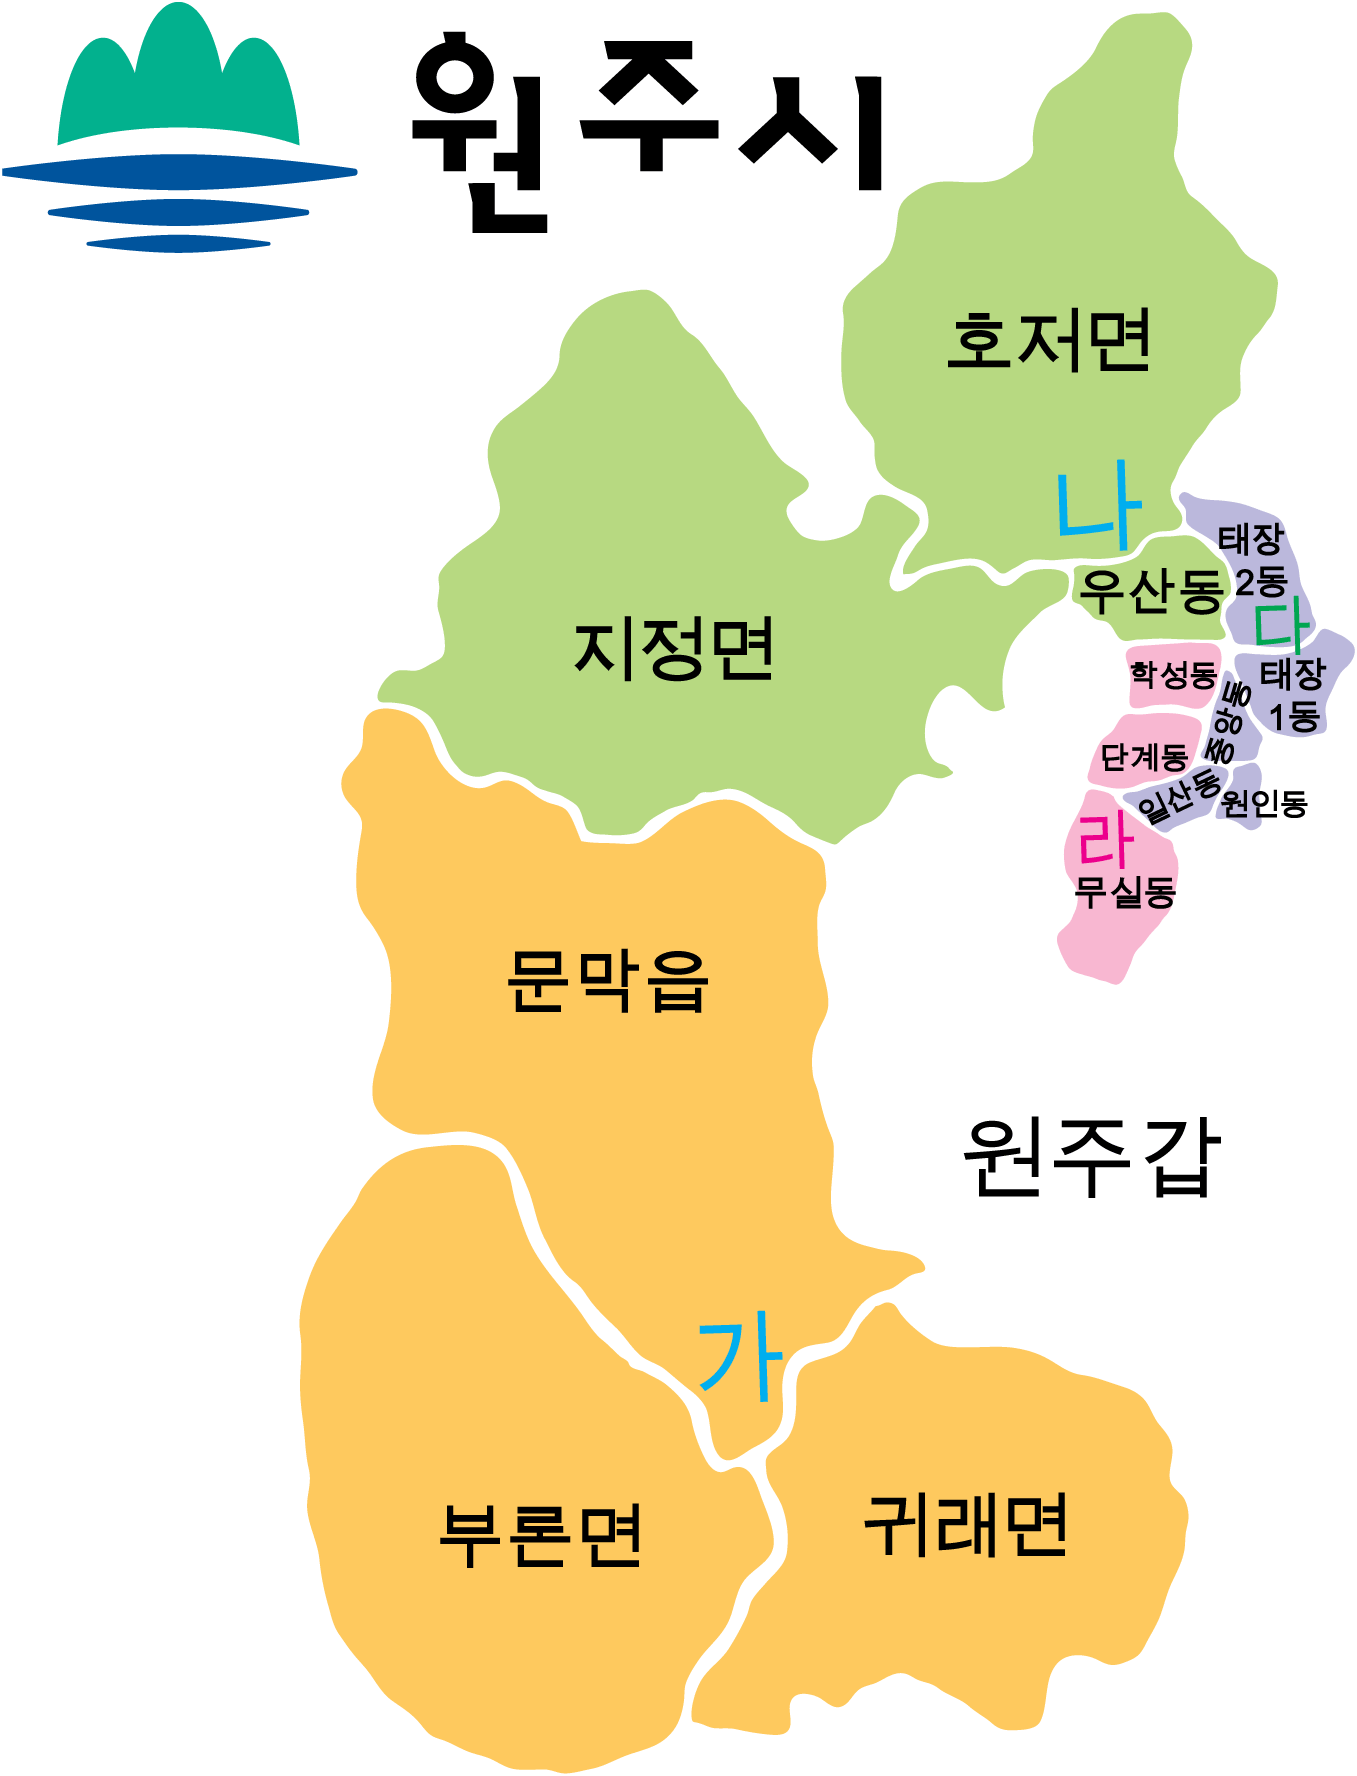 원주시
호저면
나
태장
2동
우산동
다
지정면
학성동
태장
1동
중앙동
단계동
일산동
원인동
라
무실동
문막읍
원주갑
가
부론면
귀래면